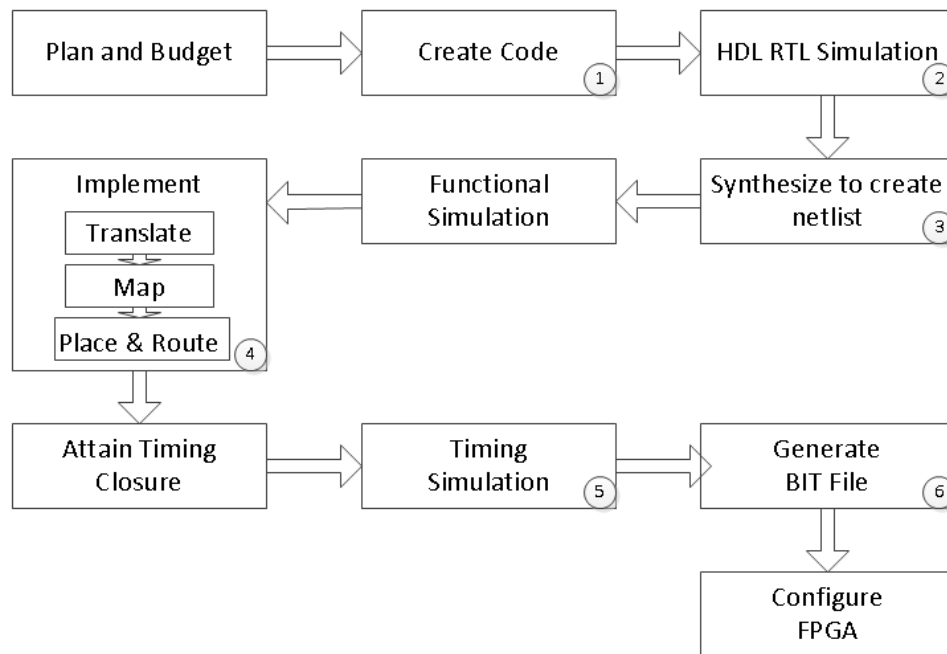 Plan and Budget
Create Code
1
HDL RTL Simulation
2
Synthesize to create
netlist
3
Functional
Simulation
Implement
Translate
Map
Place & Route
4
Attain Timing
Closure
Timing
Simulation
5
Generate
BIT File
6
Configure
FPGA